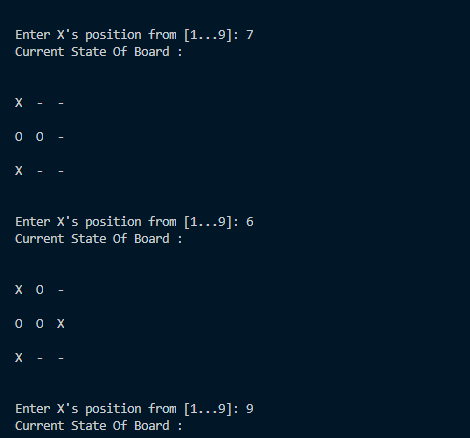 Enter X's position from [1...9]: 7
Current State Of Board :
X - -
O O -
X - -
Enter X's position from [1...9]: 6
Current State Of Board :
X O -
O O X
X - -
Enter X's position from [1...9]: 9
Current State Of Board :